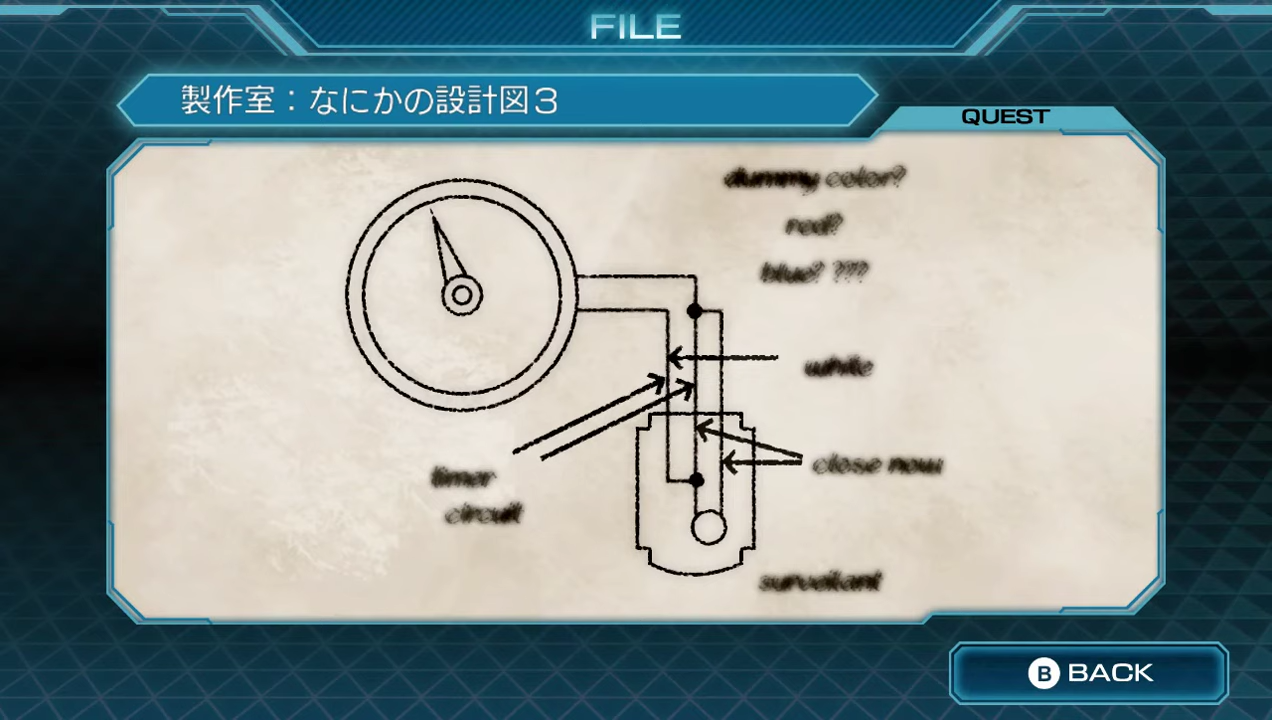 FILE
製作室：なにかの設計図３
QUEST
dummy color?
red?
blue? ???
white
timer
circuit
close now
surveillant
B BACK